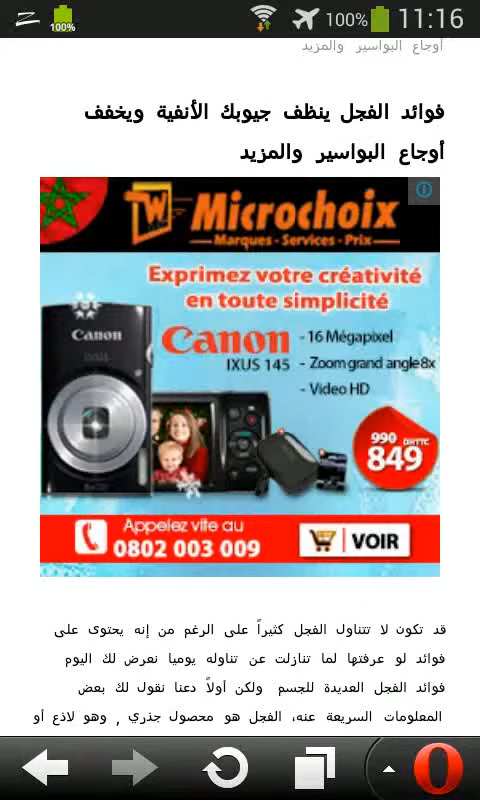 100%
100%
11:16
أوجاع البواسير والمزيد
فوائد الفجل ينظف جيوبك الأنفية ويخفف
أوجاع البواسير والمزيد
W Microchoix
Marques - Services - Prix
Exprimez votre créativité
en toute simplicité
Canon
Canon
IXUS 145
- 16 Mégapixel
- Zoom grand angle 8x
- Video HD
990 DHTTC
849
Appelez vite au
0802 003 009
VOIR
قد تكون لا تتناول الفجل كثيراً على الرغم من إنه يحتوى على
فوائد لو عرفتها لما تنازلت عن تناوله يوميا نعرض لك اليوم
فوائد الفجل العديدة للجسم ولكن أولاً دعنا نقول لك بعض
المعلومات السريعة عنه، الفجل هو محصول جذري , وهو لاذع أو